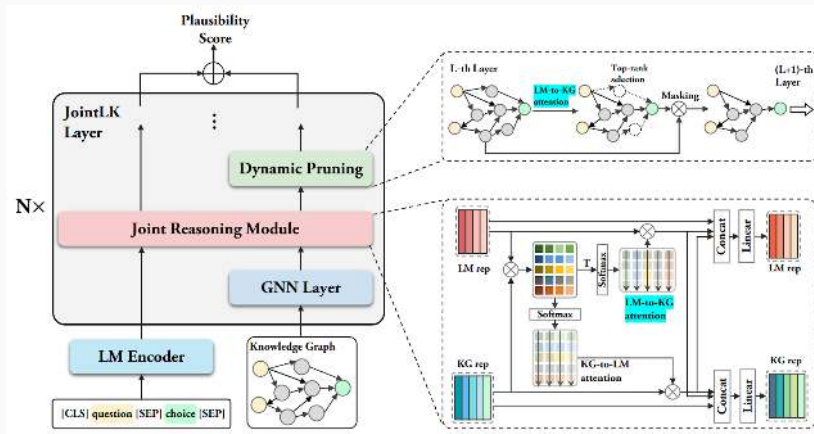 Plausibility
Score
JointLK
Layer
N×
Dynamic Pruning
Joint Reasoning Module
GNN Layer
LM Encoder
Knowledge Graph
[CLS] question [SEP] choice [SEP]
L-th Layer
LM-to-KG
attention
Top-rank
selection
Masking
(L+1)-th
Layer
LM rep
T
Softmax
LM-to-KG
attention
Softmax
KG-to-LM
attention
KG rep
Concat
Linear
LM rep
Concat
Linear
KG rep